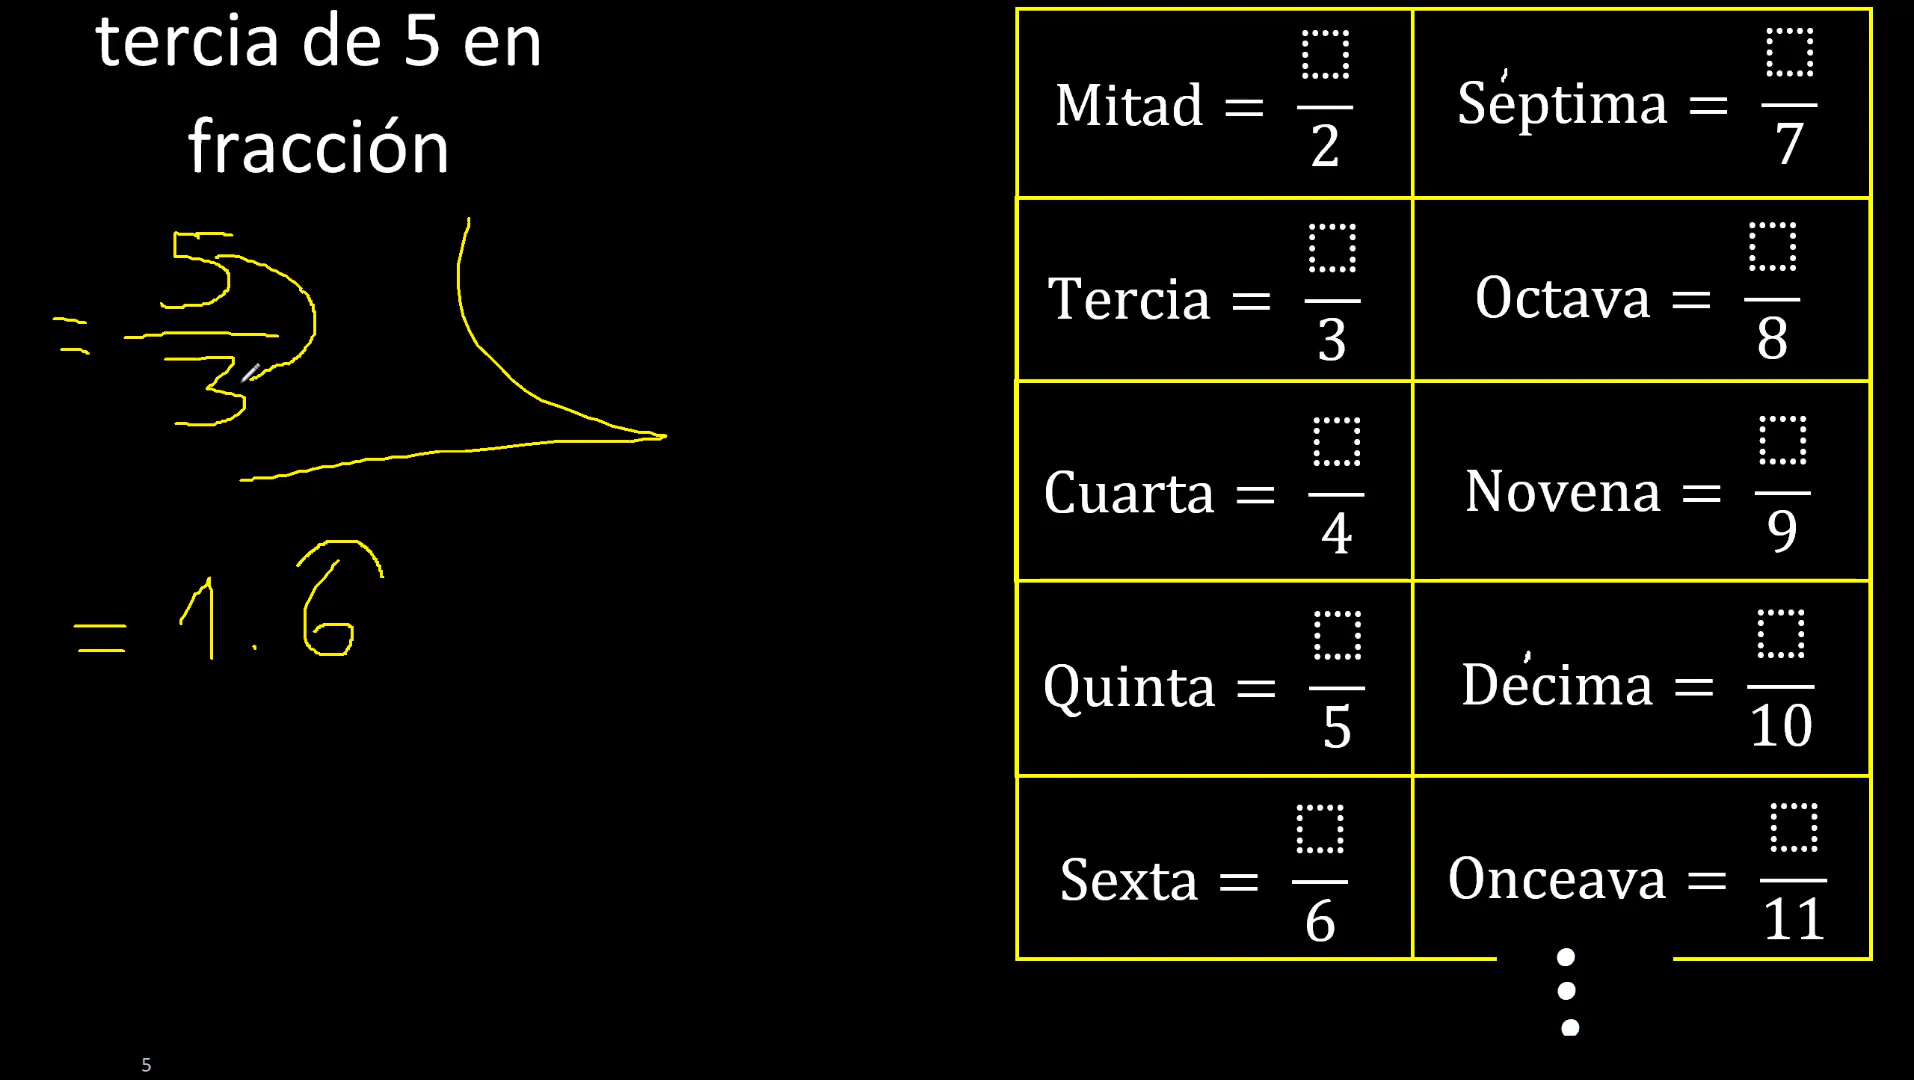 tercia de 5 en
fracción
= 5/3
= 1.6̑
Mitad = □/2
Séptima = □/7
Tercia = □/3
Octava = □/8
Cuarta = □/4
Novena = □/9
Quinta = □/5
Décima = □/10
Sexta = □/6
Onceava = □/11
⋮
5